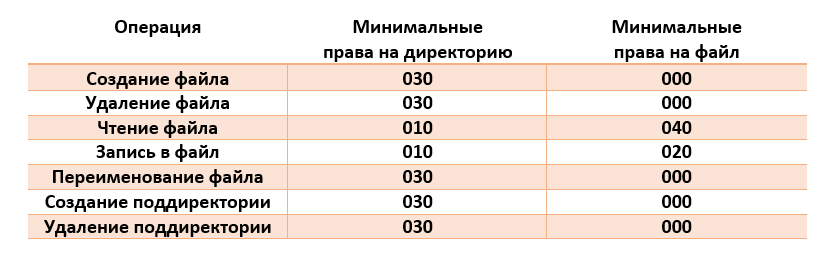 Операция Минимальные права на директорию Минимальные права на файл
Создание файла 030 000
Удаление файла 030 000
Чтение файла 010 040
Запись в файл 010 020
Переименование файла 030 000
Создание поддиректории 030 000
Удаление поддиректории 030 000